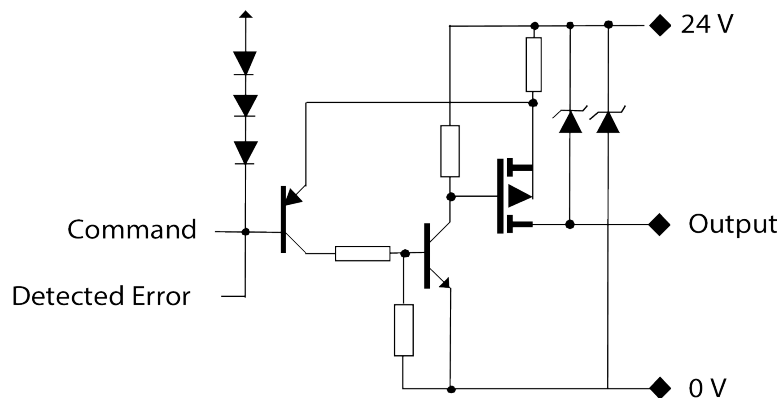 24 V
Command
Output
Detected Error
0 V